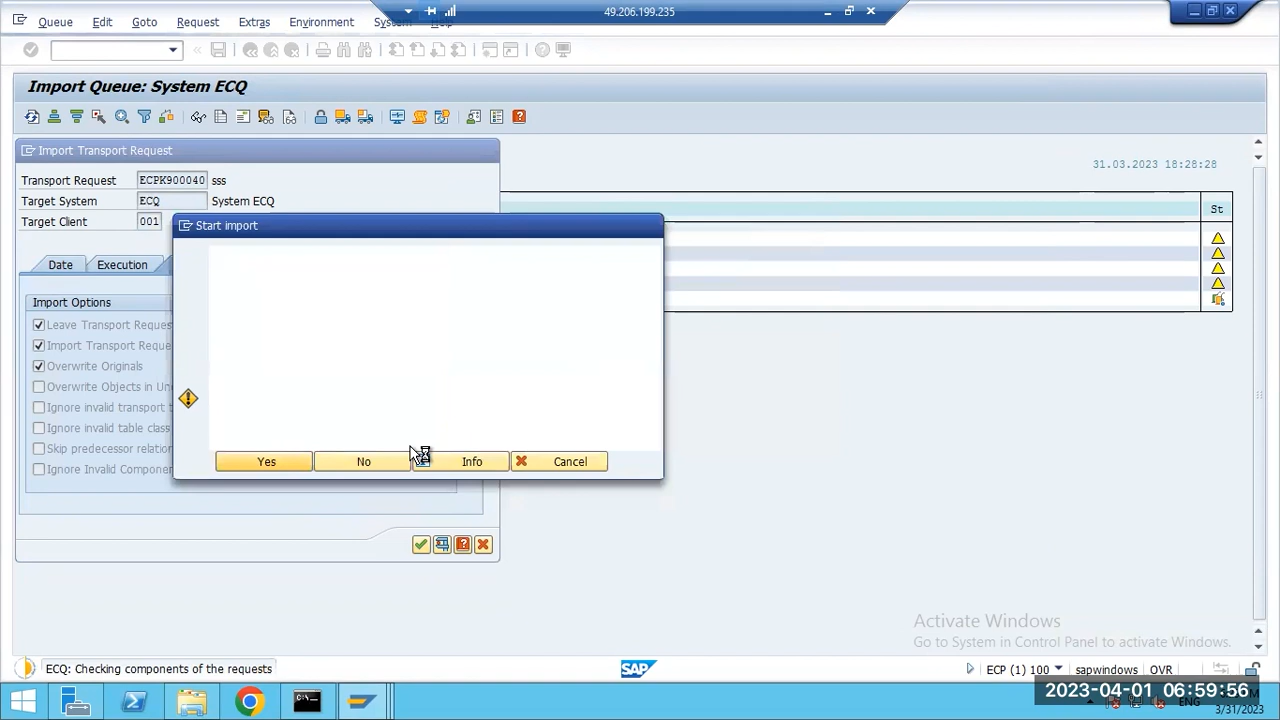 49.206.199.235
Queue Edit Goto Request Extras Environment System Help
Import Queue: System ECQ
Import Transport Request
31.03.2023 18:28:28
Transport Request ECPK900040 sss
Target System ECQ System ECQ
St
Target Client 001
Start import
Date Execution
Import Options
Leave Transport Reques
Import Transport Reque
Overwrite Originals
Overwrite Objects in Un
Ignore invalid transport t
Ignore invalid table class
Skip predecessor relation
Ignore Invalid Compone
Yes No Info Cancel
Activate Windows
Go to System in Control Panel to activate Windows.
ECQ: Checking components of the requests
SAP
ECP (1) 100 sapwindows OVR
2023-04-01 06:59:56
ENG
3/31/2023